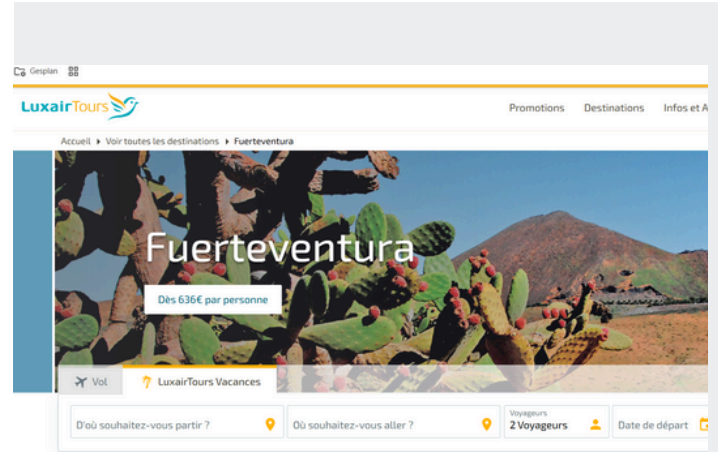 Gesplan
LuxairTours
Promotions Destinations Infos et A
Accueil Voir toutes les destinations Fuerteventura
Fuerteventura
Dès 636€ par personne
Vol LuxairTours Vacances
D'où souhaitez-vous partir ? Où souhaitez-vous aller ? Voyageurs
2 Voyageurs Date de départ